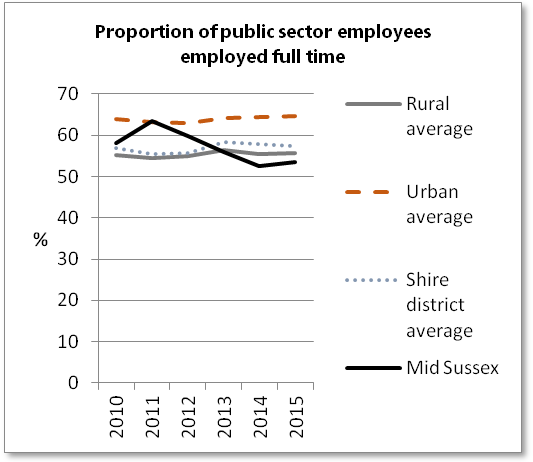 Proportion of public sector employees
employed full time
70
60
50
40
30
20
10
0
%
2010
2011
2012
2013
2014
2015
Rural
average
Urban
average
Shire
district
average
Mid Sussex